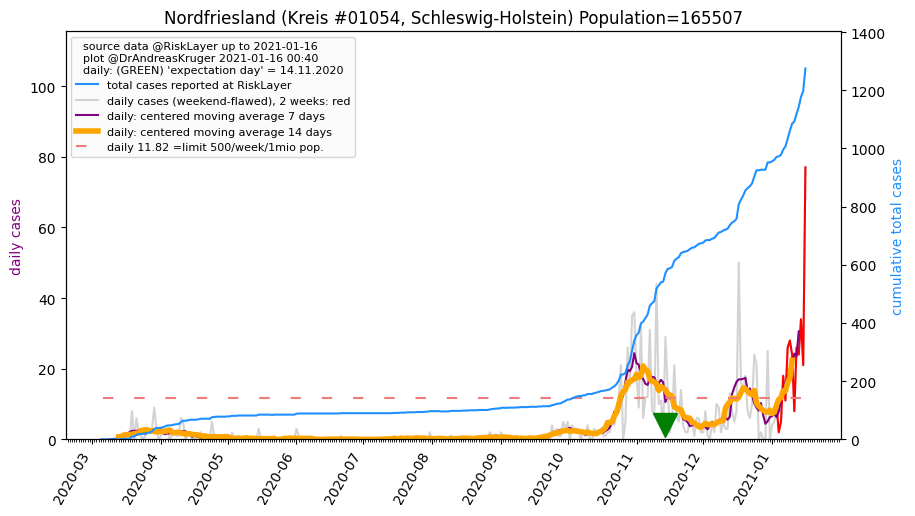 Nordfriesland (Kreis #01054, Schleswig-Holstein) Population=165507
source data @RiskLayer up to 2021-01-16
plot @DrAndreasKruger 2021-01-16 00:40
daily: (GREEN) 'expectation day' = 14.11.2020
total cases reported at RiskLayer
daily cases (weekend-flawed), 2 weeks: red
daily: centered moving average 7 days
daily: centered moving average 14 days
daily 11.82 =limit 500/week/1mio pop.
daily cases
100
80
60
40
20
0
cumulative total cases
1400
1200
1000
800
600
400
200
0
2020-03
2020-04
2020-05
2020-06
2020-07
2020-08
2020-09
2020-10
2020-11
2020-12
2021-01